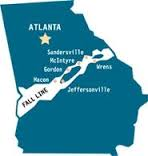 ATLANTA
Sandersville
McIntyre
Gordon
Wrens
Macon
Jeffersonville
FALL LINE